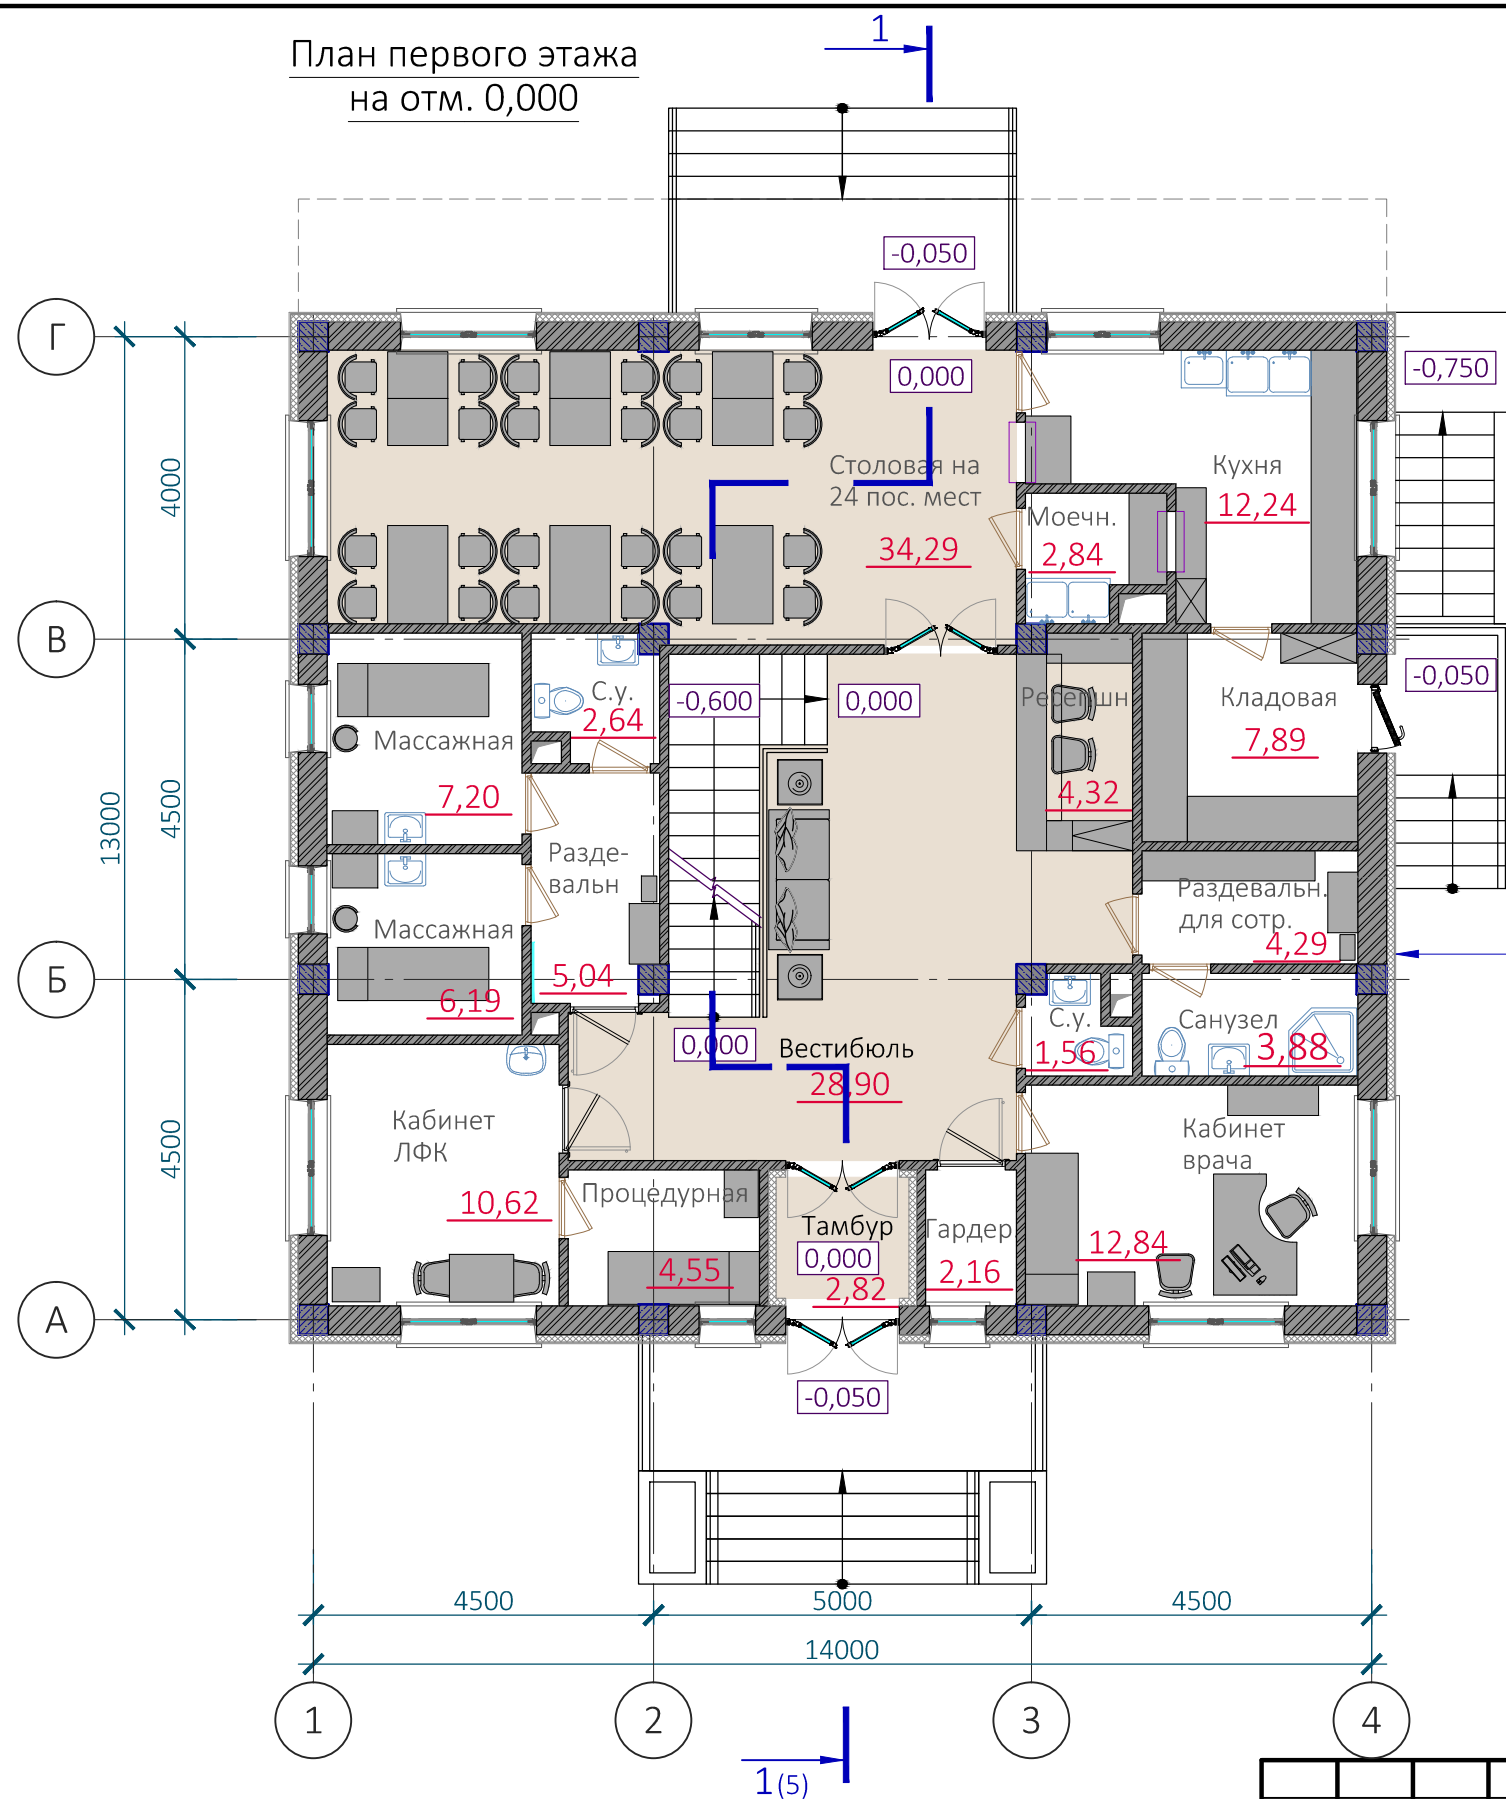 План первого этажа
на отм. 0,000
1
-0,050
Г
0,000
-0,750
4000
Столовая на
24 пос. мест
34,29
Кухня
12,24
Моечн.
2,84
В
С.у.
2,64
-0,600
0,000
Ресепшн
4,32
Кладовая
7,89
-0,050
Массажная
7,20
13000
4500
Разде-
вальн
5,04
Массажная
6,19
Раздевальн.
для сотр.
4,29
Б
0,000
Вестибюль
28,90
С.у.
1,56
Санузел
3,88
4500
Кабинет
ЛФК
10,62
Кабинет
врача
12,84
Процедурная
4,55
Тамбур
0,000
2,82
Гардер
2,16
А
-0,050
4500
5000
4500
14000
1
2
3
4
1(5)